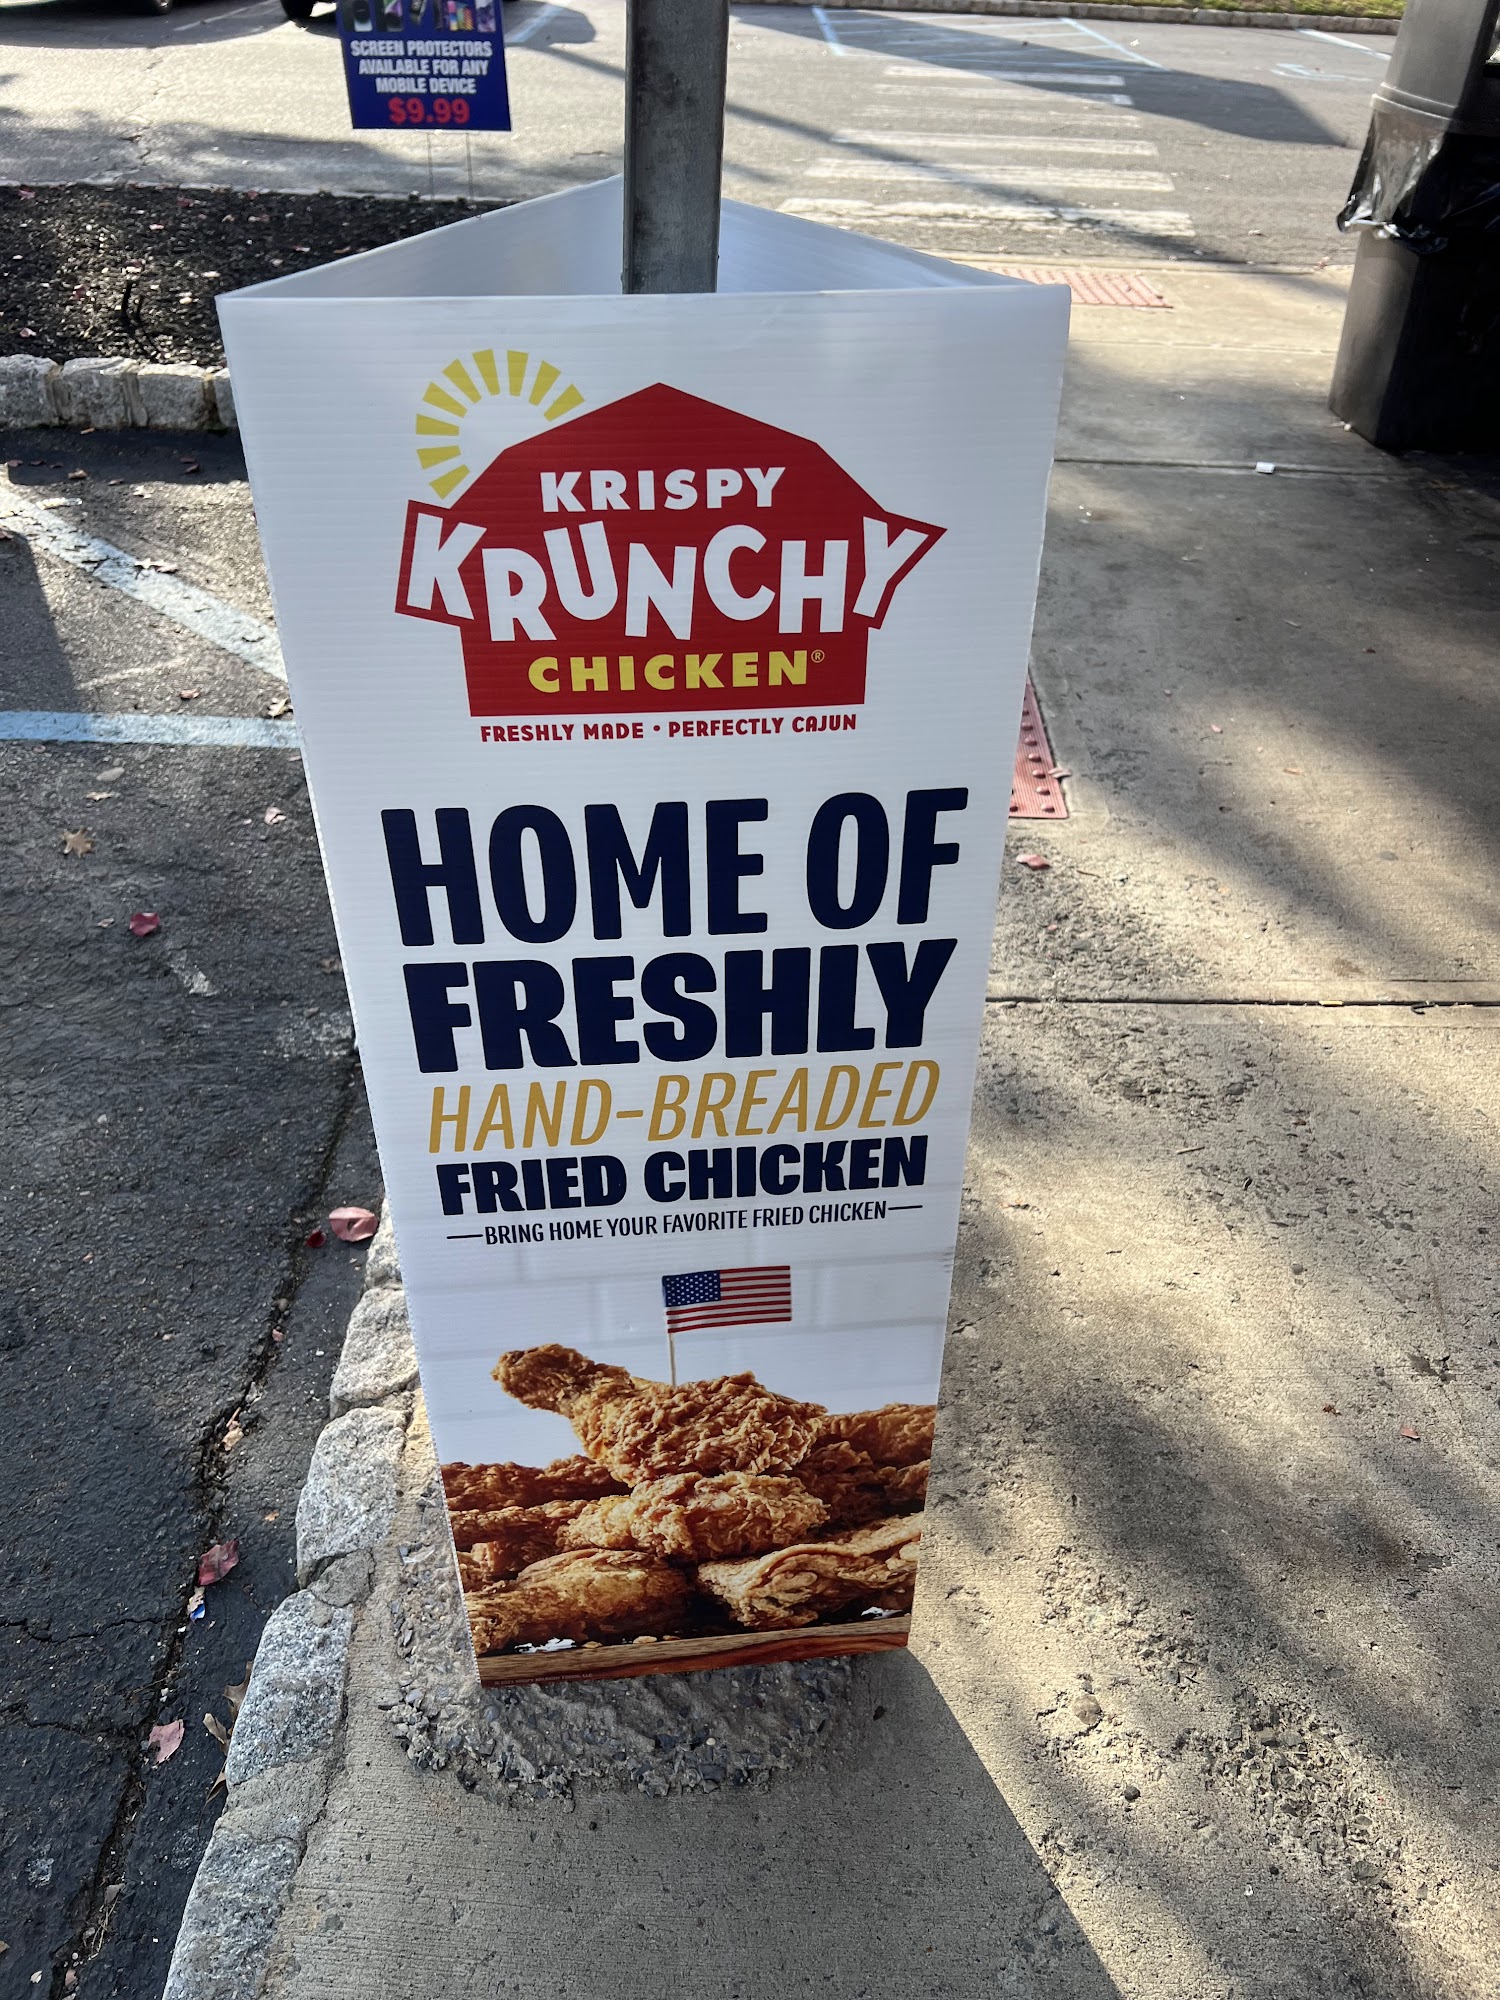 SCREEN PROTECTORS
AVAILABLE FOR ANY
MOBILE DEVICE
$9.99
KRISPY
KRUNCHY
CHICKEN®
FRESHLY MADE • PERFECTLY CAJUN
HOME OF
FRESHLY
HAND-BREADED
FRIED CHICKEN
BRING HOME YOUR FAVORITE FRIED CHICKEN